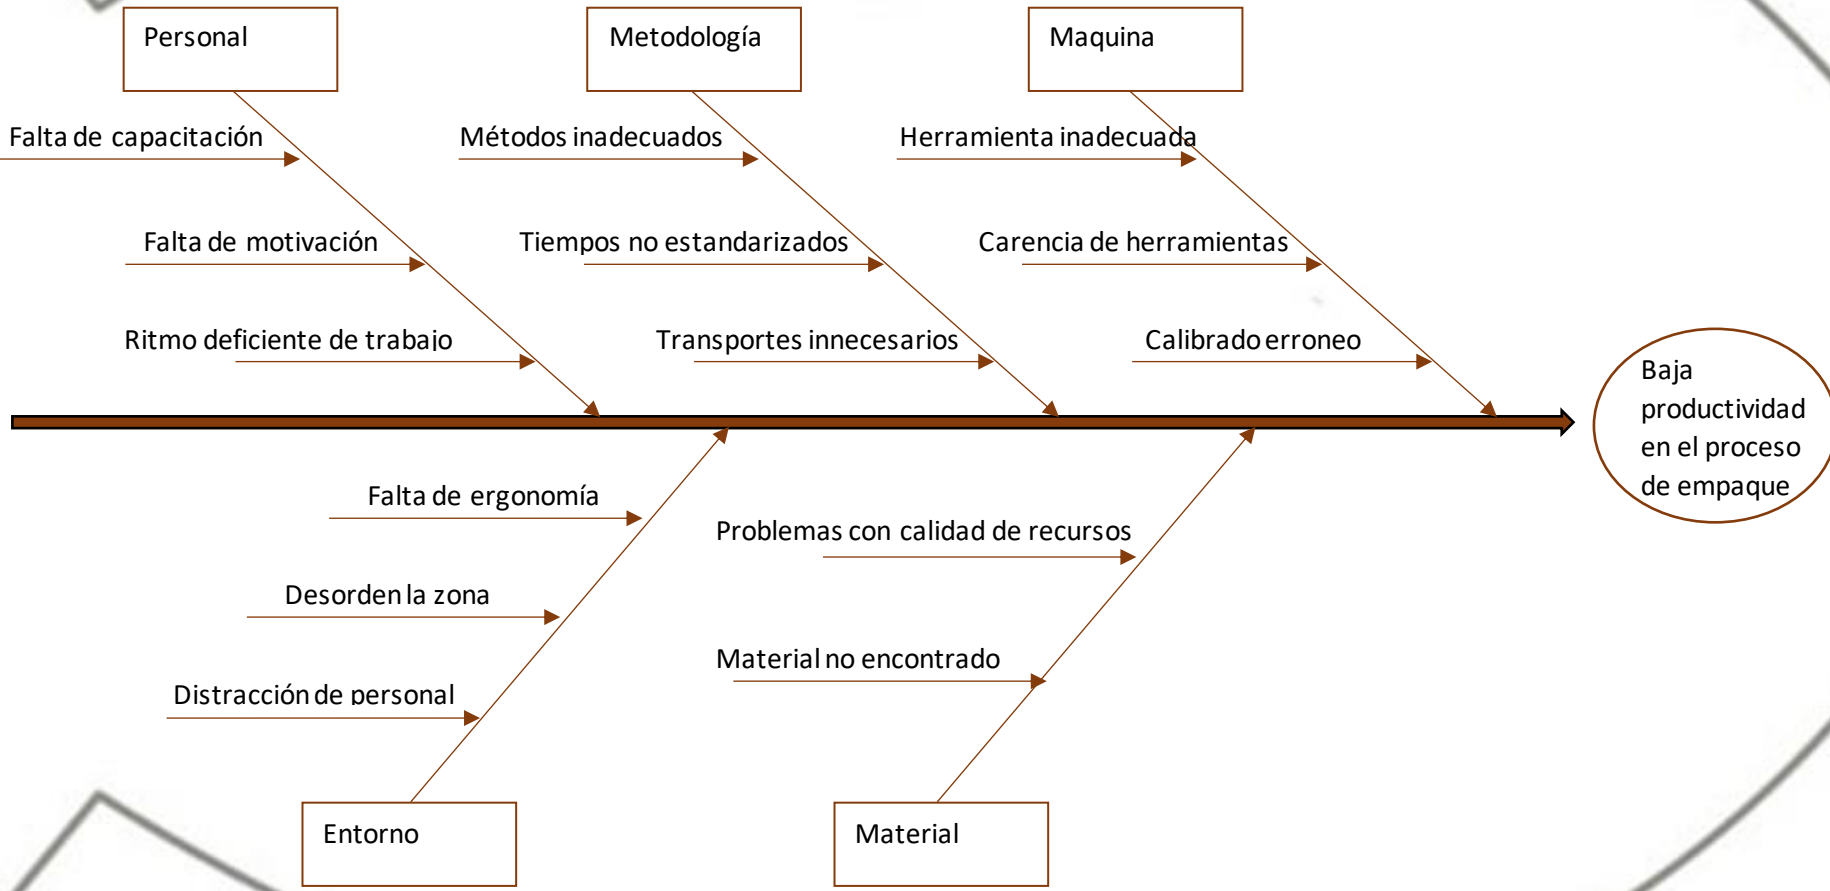 Personal
Metodología
Maquina
Falta de capacitación
Métodos inadecuados
Herramienta inadecuada
Falta de motivación
Tiempos no estandarizados
Carencia de herramientas
Ritmo deficiente de trabajo
Transportes innecesarios
Calibrado erroneo
Baja
productividad
en el proceso
de empaque
Falta de ergonomía
Problemas con calidad de recursos
Desorden la zona
Material no encontrado
Distracción de personal
Entorno
Material